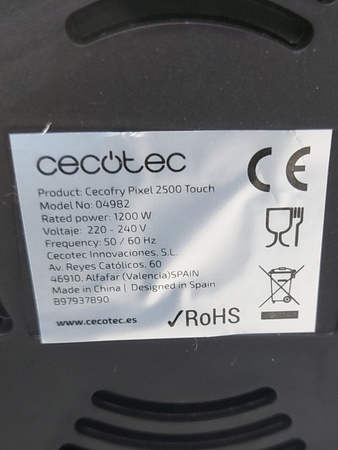 cecotec
CE
Product: Cecofry Pixel 2500 Touch
Model No: 04982
Rated power: 1200 W
Voltaje: 220 - 240 V
Frequency: 50 / 60 Hz
Cecotec Innovaciones, S.L.
Av. Reyes Católicos, 60
46910, Alfafar (Valencia)SPAIN
Made in China | Designed in Spain
B97937890
www.cecotec.es
✓RoHS